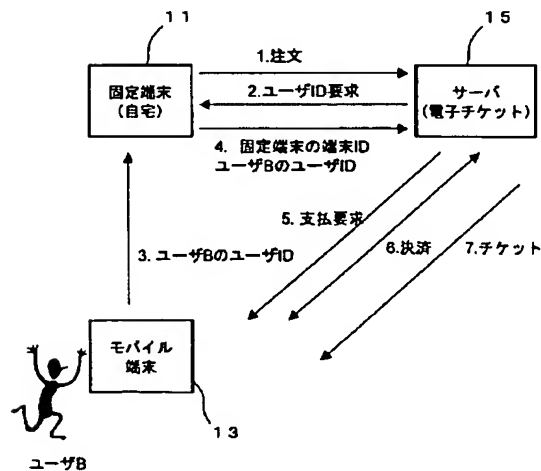 11
15
1.注文
固定端末
(自宅)
2.ユーザID要求
サーバ
(電子チケット)
4. 固定端末の端末ID
ユーザBのユーザID
5. 支払要求
3. ユーザBのユーザID
6.決済
7.チケット
モバイル
端末
13
ユーザB